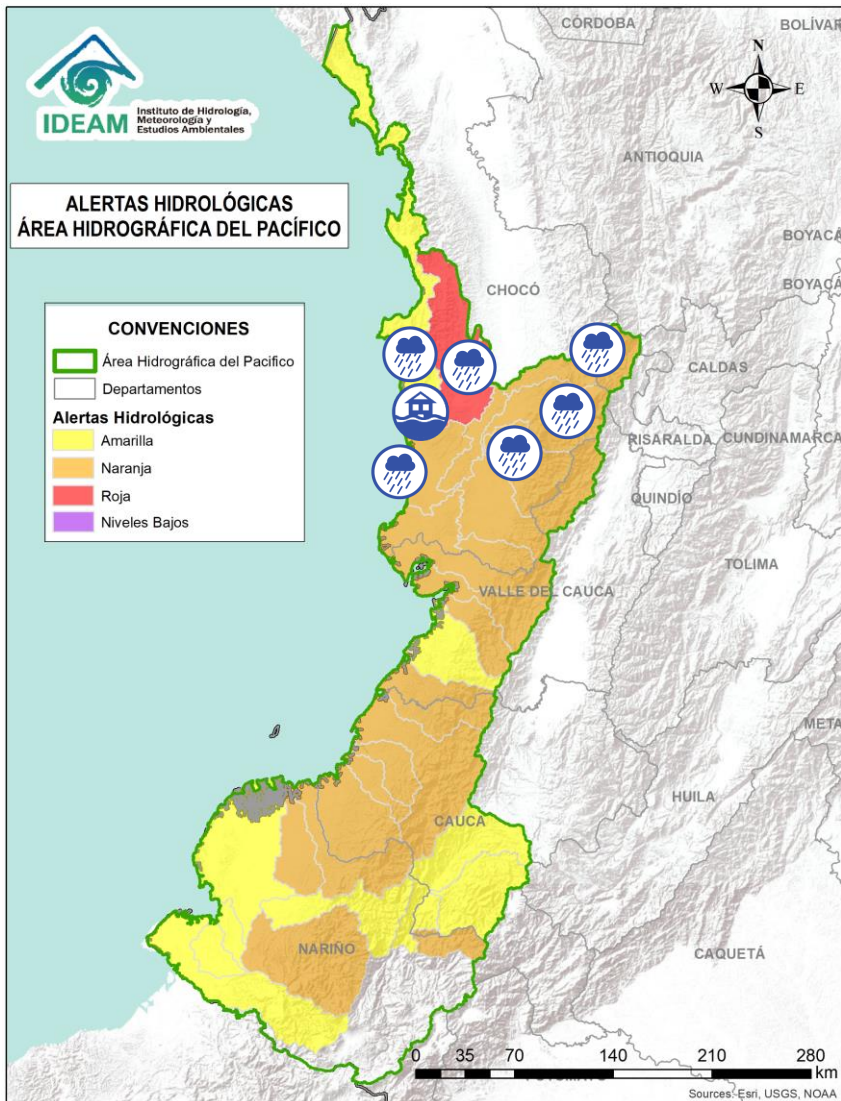 CÓRDOBA
BOLÍVAR
IDEAM
Instituto de Hidrología,
Meteorología y
Estudios Ambientales
N
W
E
S
ANTIOQUIA
ALERTAS HIDROLÓGICAS
ÁREA HIDROGRÁFICA DEL PACÍFICO
BOYACÁ
BOYACÁ
CHOCÓ
CONVENCIONES
Área Hidrográfica del Pacifico
Departamentos
Alertas Hidrológicas
Amarilla
Naranja
Roja
Niveles Bajos
CALDAS
RISARALDA
CUNDINAMARCA
QUINDÍO
TOLIMA
VALLE DEL CAUCA
META
HUILA
CAUCA
NARIÑO
CAQUETÁ
0 35 70 140 210 280
km
Sources: Esri, USGS, NOAA